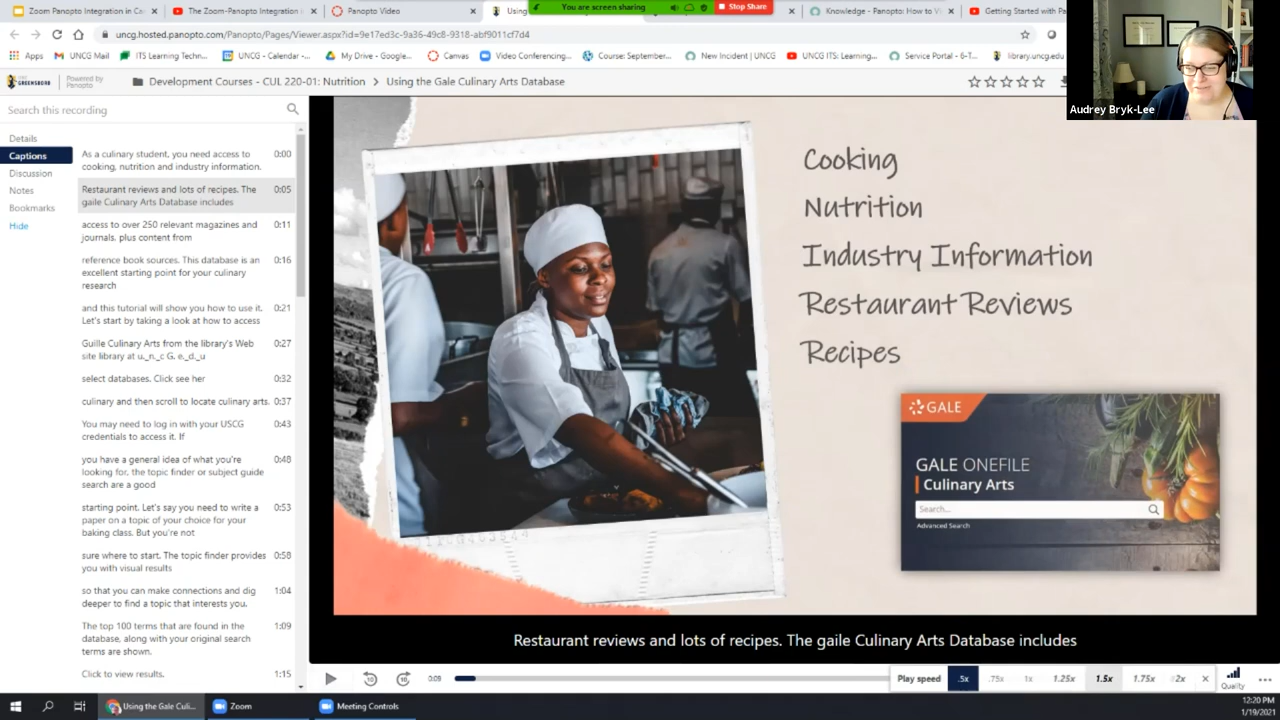 Zoom Panopto Integration in Ca
The Zoom-Panopto Integration i
Panopto Video
Using
You are screen sharing
Stop Share
Knowledge - Panopto: How to Vi
Getting Started with Pa
uncg.hosted.panopto.com/Panopto/Pages/Viewer.aspx?id=9e17ed3c-9a36-49c8-9318-abf9011cf7d4
Apps
UNCG Mail
ITS Learning Techn...
UNCG - Calendar -...
My Drive - Google...
Canvas
Video Conferencing...
Course: September...
New Incident | UNCG
UNCG ITS: Learning...
Service Portal - 6-T...
library.uncg.edu
Audrey Bryk-Lee
GREENSBORO
Powered by
Panopto
Development Courses - CUL 220-01: Nutrition > Using the Gale Culinary Arts Database
Search this recording
Details
Captions
Discussion
Notes
Bookmarks
Hide
As a culinary student, you need access to 0:00
cooking, nutrition and industry information.
Restaurant reviews and lots of recipes. The 0:05
gaile Culinary Arts Database includes
access to over 250 relevant magazines and 0:11
journals. plus content from
reference book sources. This database is an 0:16
excellent starting point for your culinary
research
and this tutorial will show you how to use it. 0:21
Let's start by taking a look at how to access
Guille Culinary Arts from the library's Web 0:27
site library at u._n._c G. e._d._u
select databases. Click see her 0:32
culinary and then scroll to locate culinary arts. 0:37
You may need to log in with your USCG 0:43
credentials to access it. If
you have a general idea of what you're 0:48
looking for, the topic finder or subject guide
search are a good
starting point. Let's say you need to write a 0:53
paper on a topic of your choice for your
baking class. But you're not
sure where to start. The topic finder provides 0:58
you with visual results
so that you can make connections and dig 1:04
deeper to find a topic that interests you.
The top 100 terms that are found in the 1:09
database, along with your original search
terms are shown.
Click to view results. 1:15
Cooking
Nutrition
Industry Information
Restaurant Reviews
Recipes
GALE
GALE ONEFILE
Culinary Arts
Search...
Advanced Search
Restaurant reviews and lots of recipes. The gaile Culinary Arts Database includes
10
10
0:09
Play speed
.5x
.75x
1x
1.25x
1.5x
1.75x
2x
Quality
Using the Gale Culi...
Zoom
Meeting Controls
12:20 PM
1/19/2021